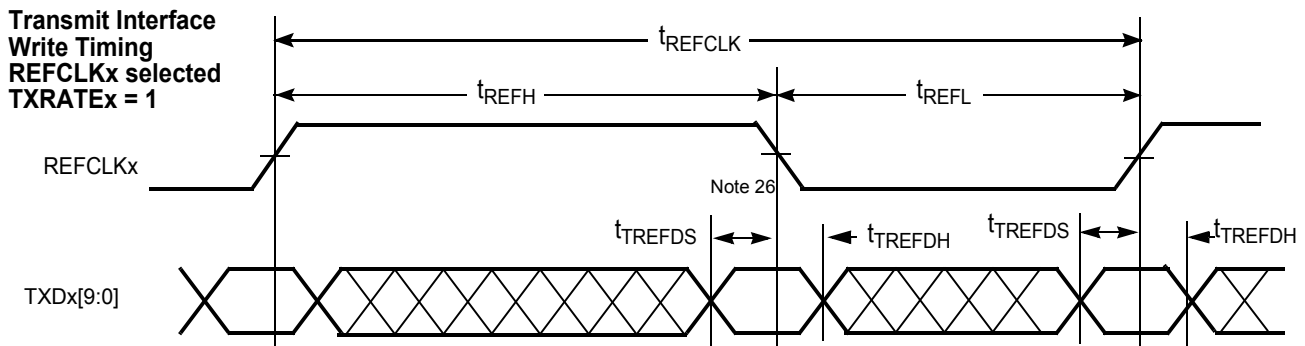 Transmit Interface
Write Timing
REFCLKx selected
TXRATEx = 1
tREFCLK
tREFH
tREFL
REFCLKx
Note 26
tTREFDS
tTREFDH
tTREFDS
tTREFDH
TXDx[9:0]